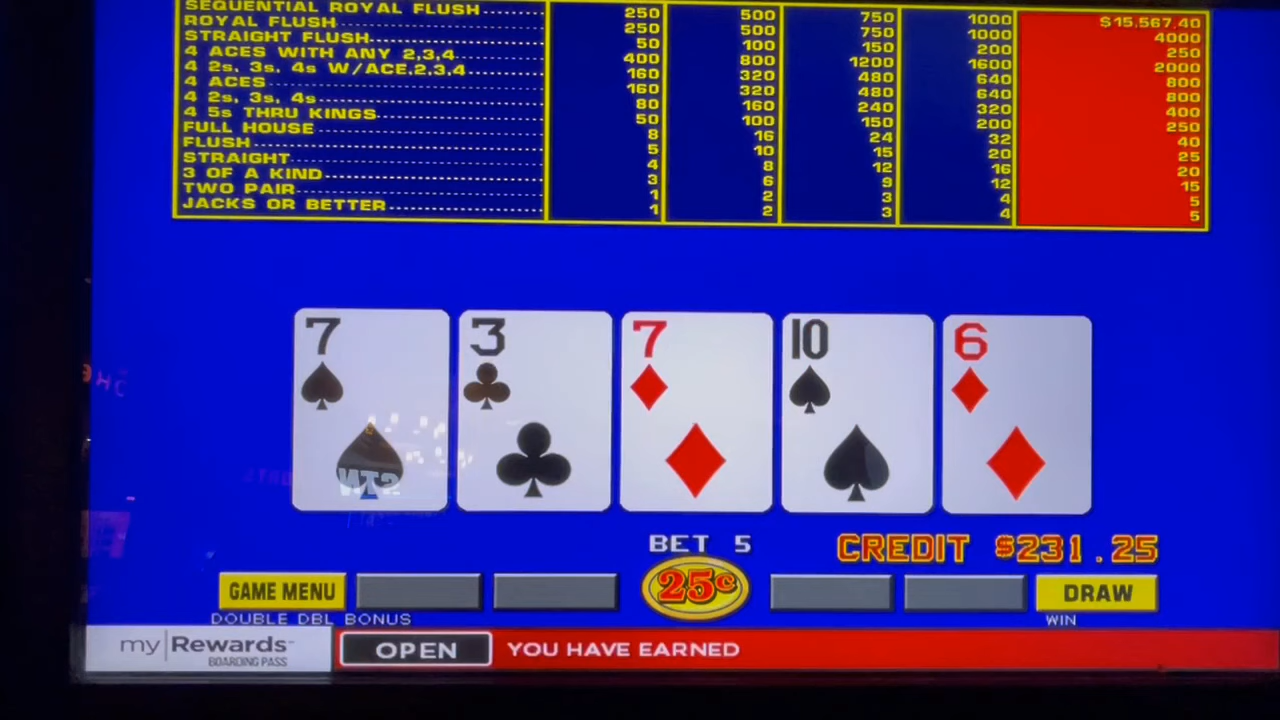 SEQUENTIAL ROYAL FLUSH 250 500 750 1000 $15,567.40
ROYAL FLUSH 250 500 750 1000 4000
STRAIGHT FLUSH 50 100 150 200 250
4 ACES WITH ANY 2,3,4 400 800 1200 1600 2000
4 2s, 3s, 4s W/ACE,2,3,4 160 320 480 640 800
4 ACES 160 320 480 640 800
4 2s, 3s, 4s 80 160 240 320 400
4 5s THRU KINGS 50 100 150 200 250
FULL HOUSE 8 16 24 32 40
FLUSH 5 10 15 20 25
STRAIGHT 4 8 12 16 20
3 OF A KIND 3 6 9 12 15
TWO PAIR 1 2 3 4 5
JACKS OR BETTER 1 2 3 4 5
7 3 7 10 6
BET 5 CREDIT $231.25
GAME MENU 25¢ DRAW
DOUBLE DBL BONUS WIN
my|Rewards OPEN YOU HAVE EARNED
BOARDING PASS